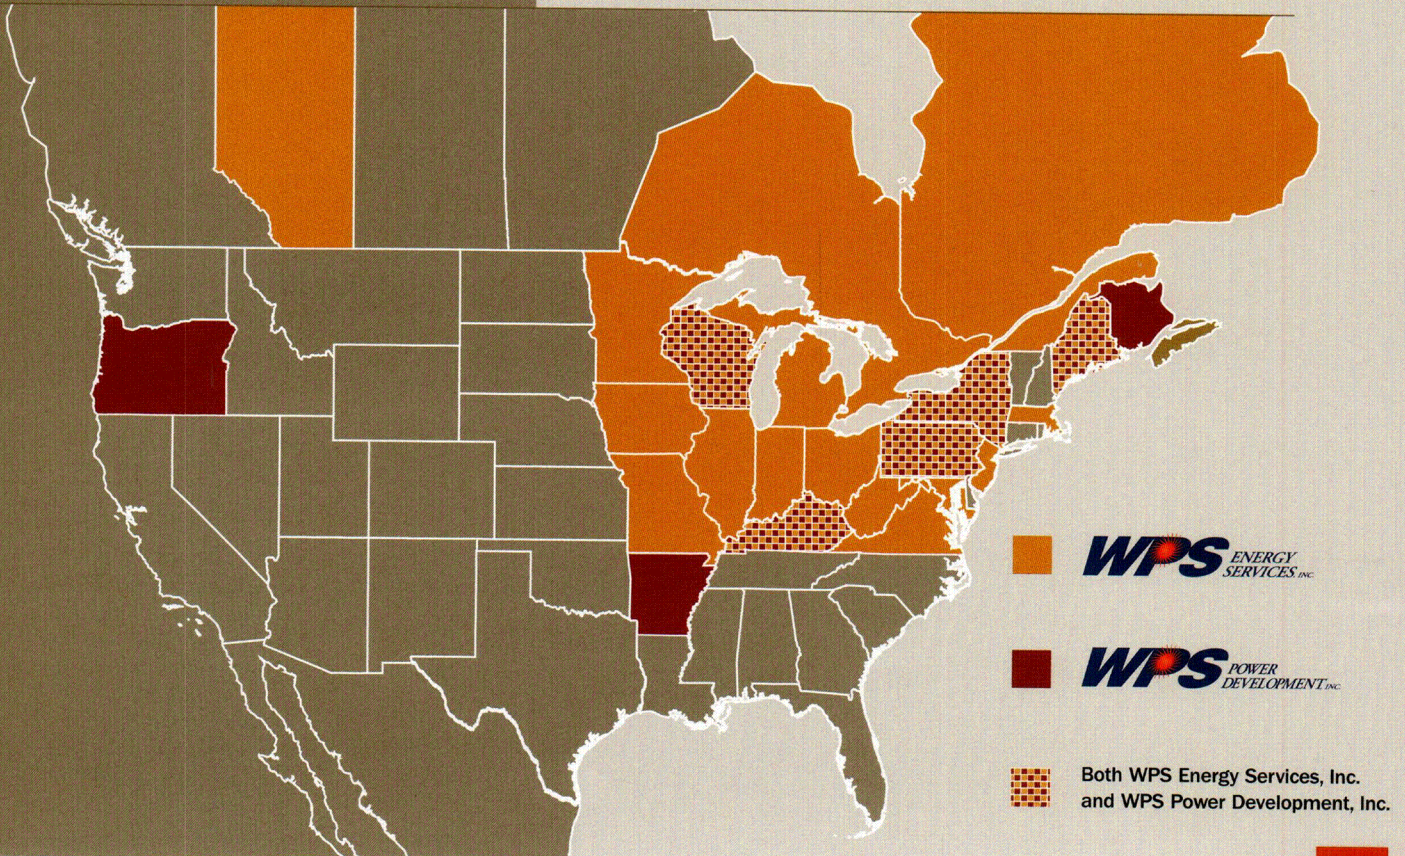 WPS ENERGY
SERVICES, INC.
WPS POWER
DEVELOPMENT, INC.
Both WPS Energy Services, Inc.
and WPS Power Development, Inc.